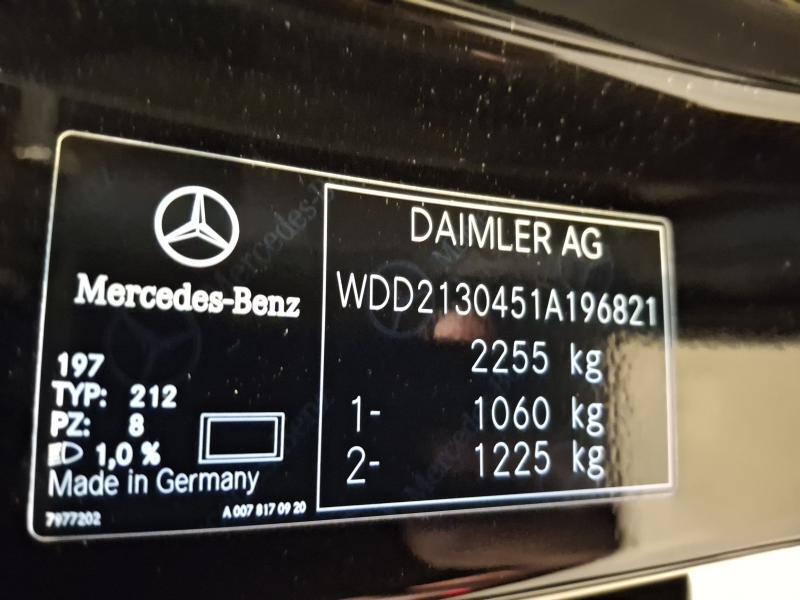 Mercedes-Benz
197
TYP: 212
PZ: 8
1,0 %
Made in Germany
7977202
A 007 817 09 20
DAIMLER AG
WDD2130451A196821
2255 kg
1- 1060 kg
2- 1225 kg